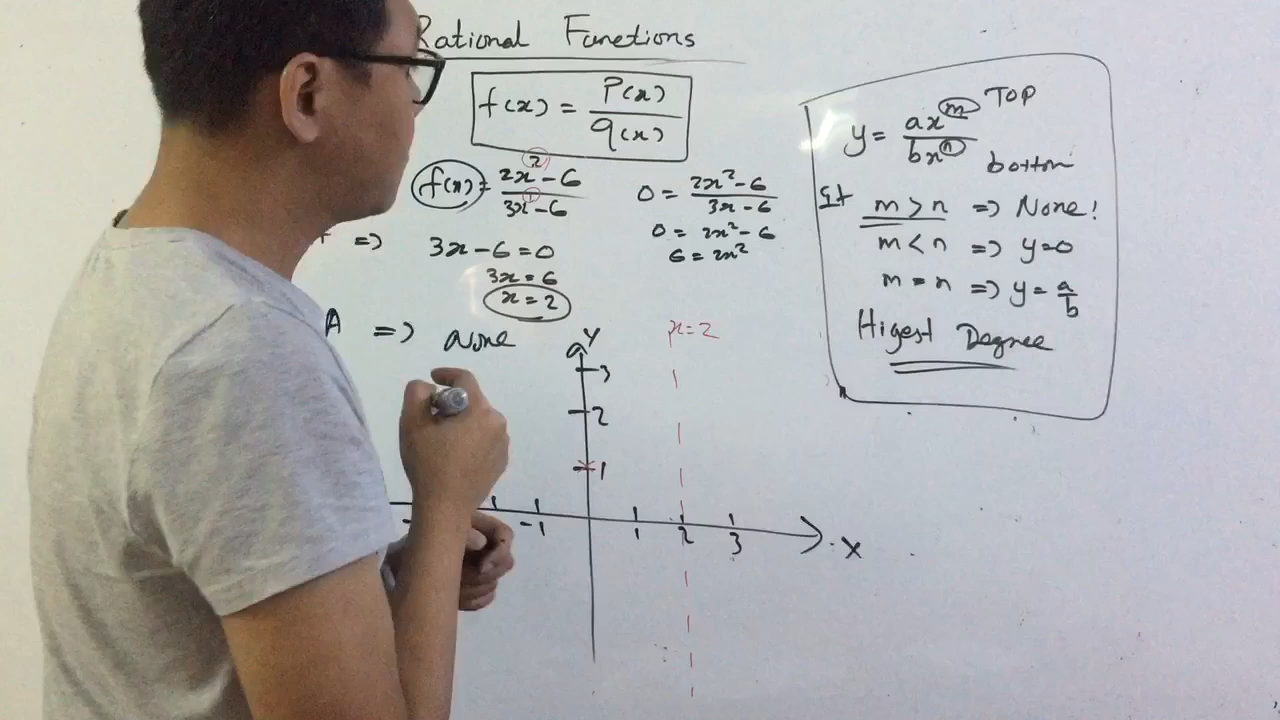 Rational Functions
f(x) = P(x)/q(x)
f(x) = 2x² - 6/3x¹ - 6
=> 3x - 6 = 0
3x = 6
x = 2
A => None
0 = 2x² - 6/3x - 6
0 = 2x² - 6
6 = 2x²
y = ax^m/bx^n TOP
bottom
If m > n => None!
m < n => y = 0
m = n => y = a/b
Higest Degree
x = 2
y
3
2
1
-1 1 2 3 x